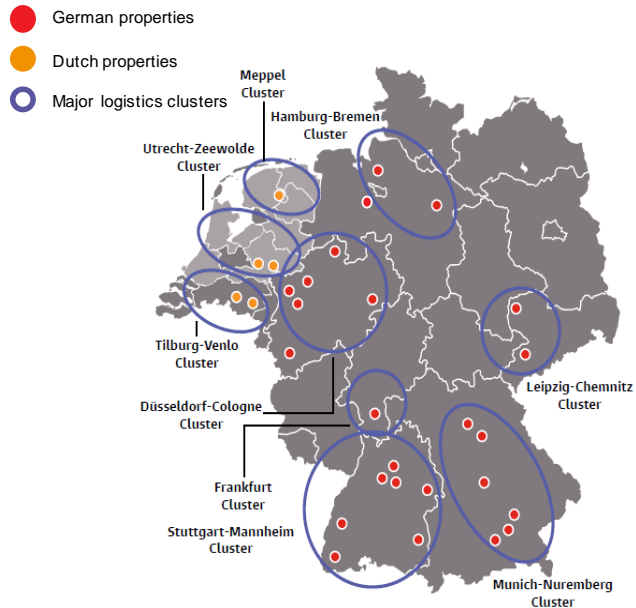 German properties
Dutch properties
Major logistics clusters
Meppel
Cluster
Hamburg-Bremen
Cluster
Utrecht-Zeewolde
Cluster
Tilburg-Venlo
Cluster
Leipzig-Chemnitz
Cluster
Düsseldorf-Cologne
Cluster
Frankfurt
Cluster
Stuttgart-Mannheim
Cluster
Munich-Nuremberg
Cluster